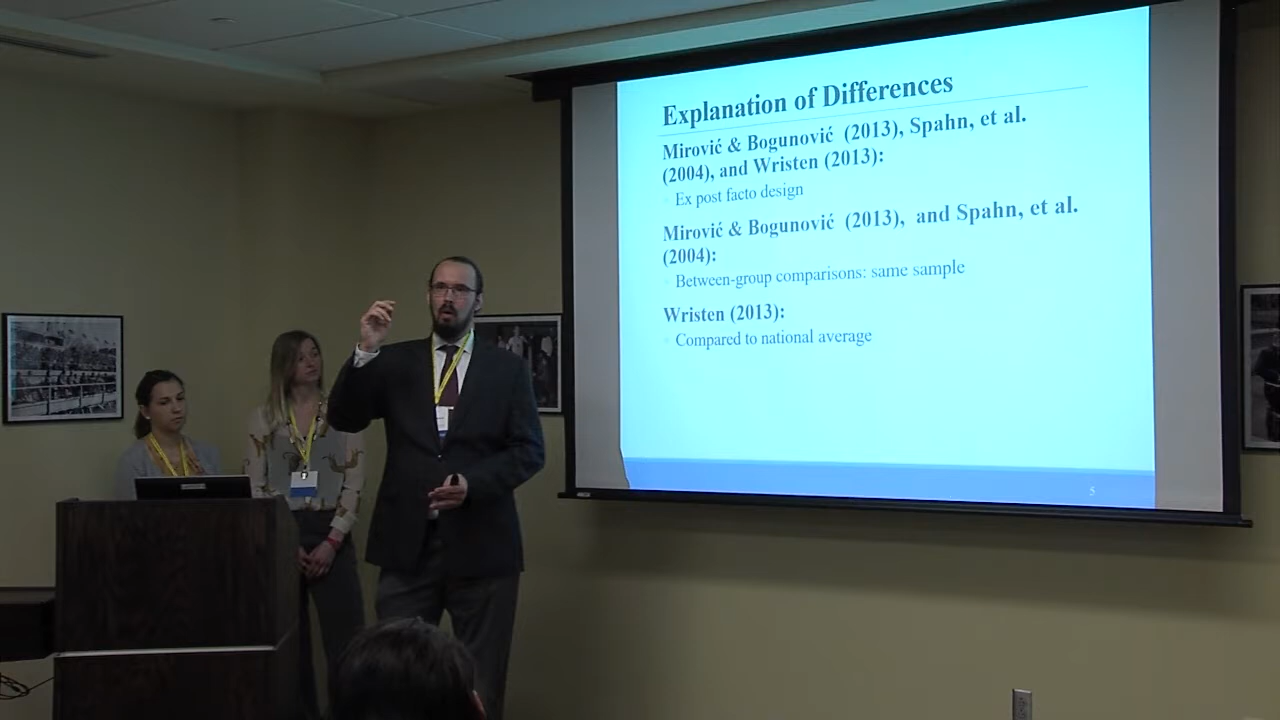 Explanation of Differences
Mirović & Bogunović (2013), Spahn, et al.
(2004), and Wristen (2013):
Ex post facto design
Mirović & Bogunović (2013), and Spahn, et al.
(2004):
Between-group comparisons: same sample
Wristen (2013):
Compared to national average
5